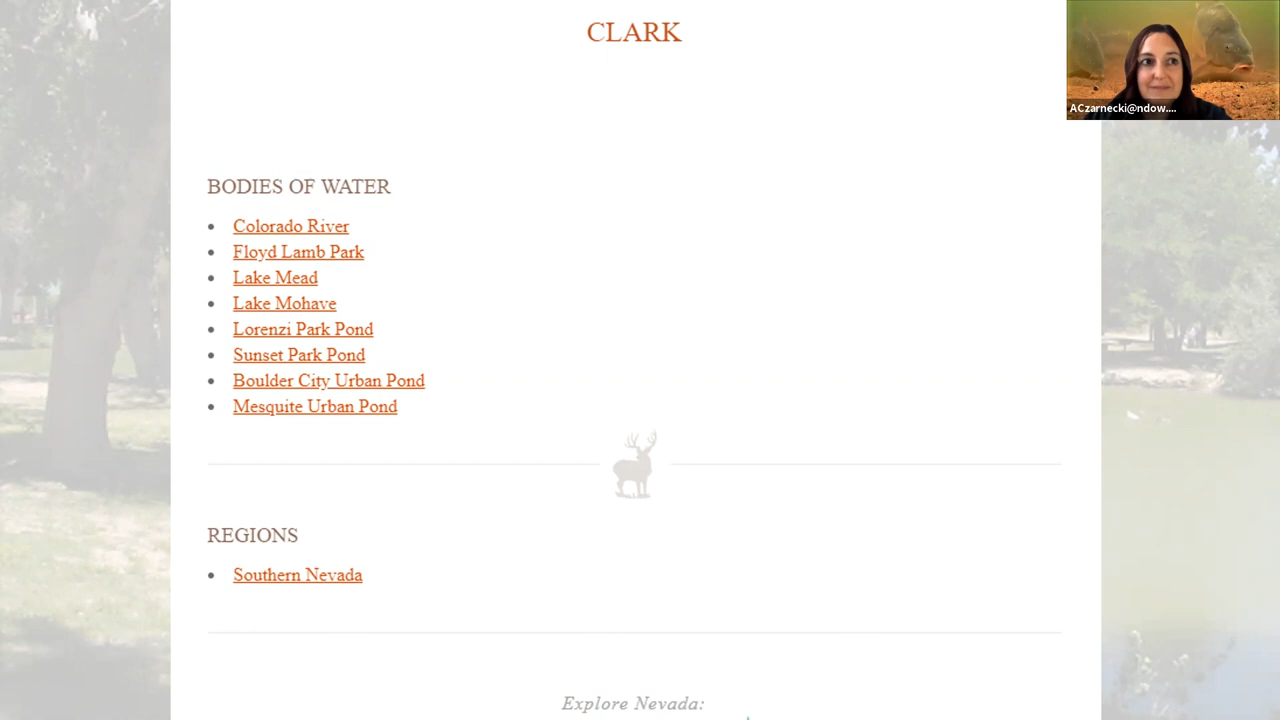 CLARK
ACzarnecki@ndow....
BODIES OF WATER
Colorado River
Floyd Lamb Park
Lake Mead
Lake Mohave
Lorenzi Park Pond
Sunset Park Pond
Boulder City Urban Pond
Mesquite Urban Pond
REGIONS
Southern Nevada
Explore Nevada: